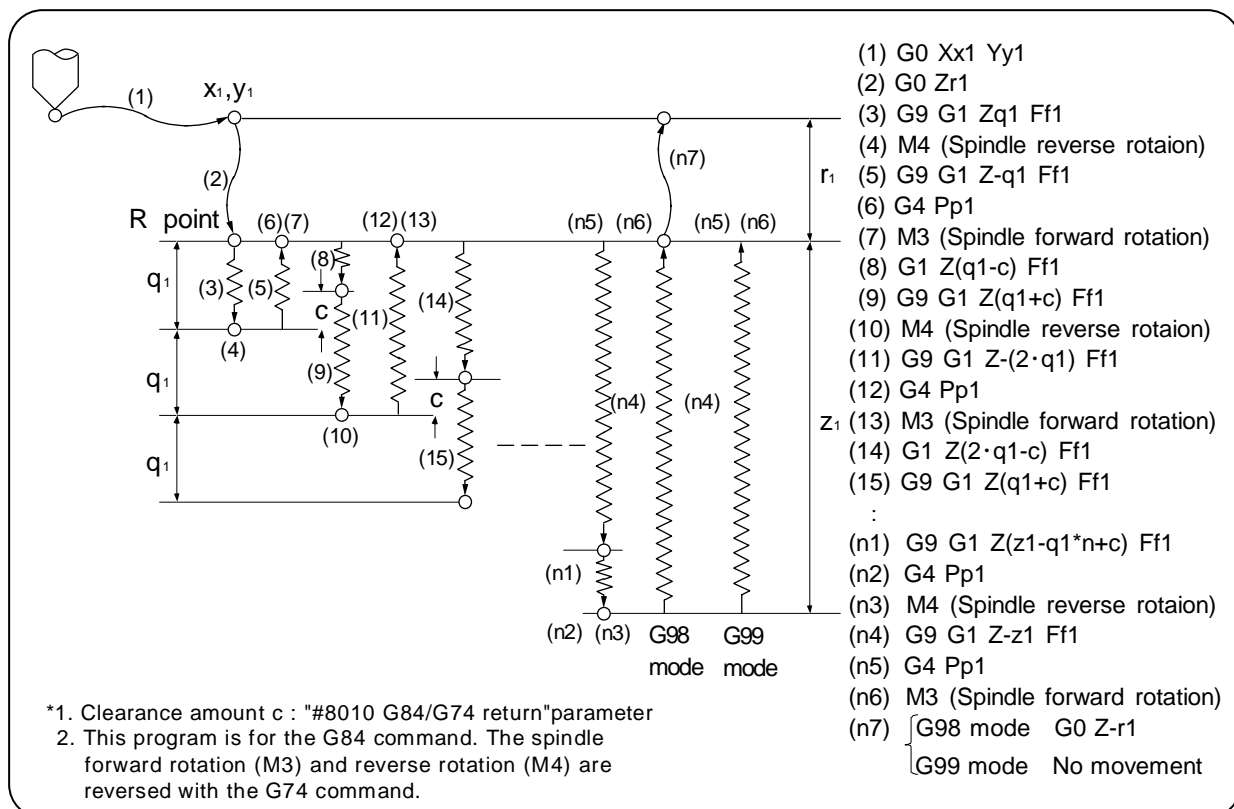 (1)
x₁,y₁
(2)
R point
(6)(7)
(12)(13)
(n5) (n6)
(n5) (n6)
(n7)
r₁
q₁
(3)
(5)
(8)
c
(11)
(14)
(4)
q₁
(9)
c
(n4)
(n4)
z₁
(10)
q₁
(15)
(n1)
(n2) (n3)
G98
mode
G99
mode
(1) G0 Xx1 Yy1
(2) G0 Zr1
(3) G9 G1 Zq1 Ff1
(4) M4 (Spindle reverse rotaion)
(5) G9 G1 Z-q1 Ff1
(6) G4 Pp1
(7) M3 (Spindle forward rotation)
(8) G1 Z(q1-c) Ff1
(9) G9 G1 Z(q1+c) Ff1
(10) M4 (Spindle reverse rotaion)
(11) G9 G1 Z-(2･q1) Ff1
(12) G4 Pp1
(13) M3 (Spindle forward rotation)
(14) G1 Z(2･q1-c) Ff1
(15) G9 G1 Z(q1+c) Ff1
:
(n1) G9 G1 Z(z1-q1*n+c) Ff1
(n2) G4 Pp1
(n3) M4 (Spindle reverse rotaion)
(n4) G9 G1 Z-z1 Ff1
(n5) G4 Pp1
(n6) M3 (Spindle forward rotation)
(n7) G98 mode G0 Z-r1
G99 mode No movement
*1. Clearance amount c : "#8010 G84/G74 return"parameter
2. This program is for the G84 command. The spindle
forward rotation (M3) and reverse rotation (M4) are
reversed with the G74 command.